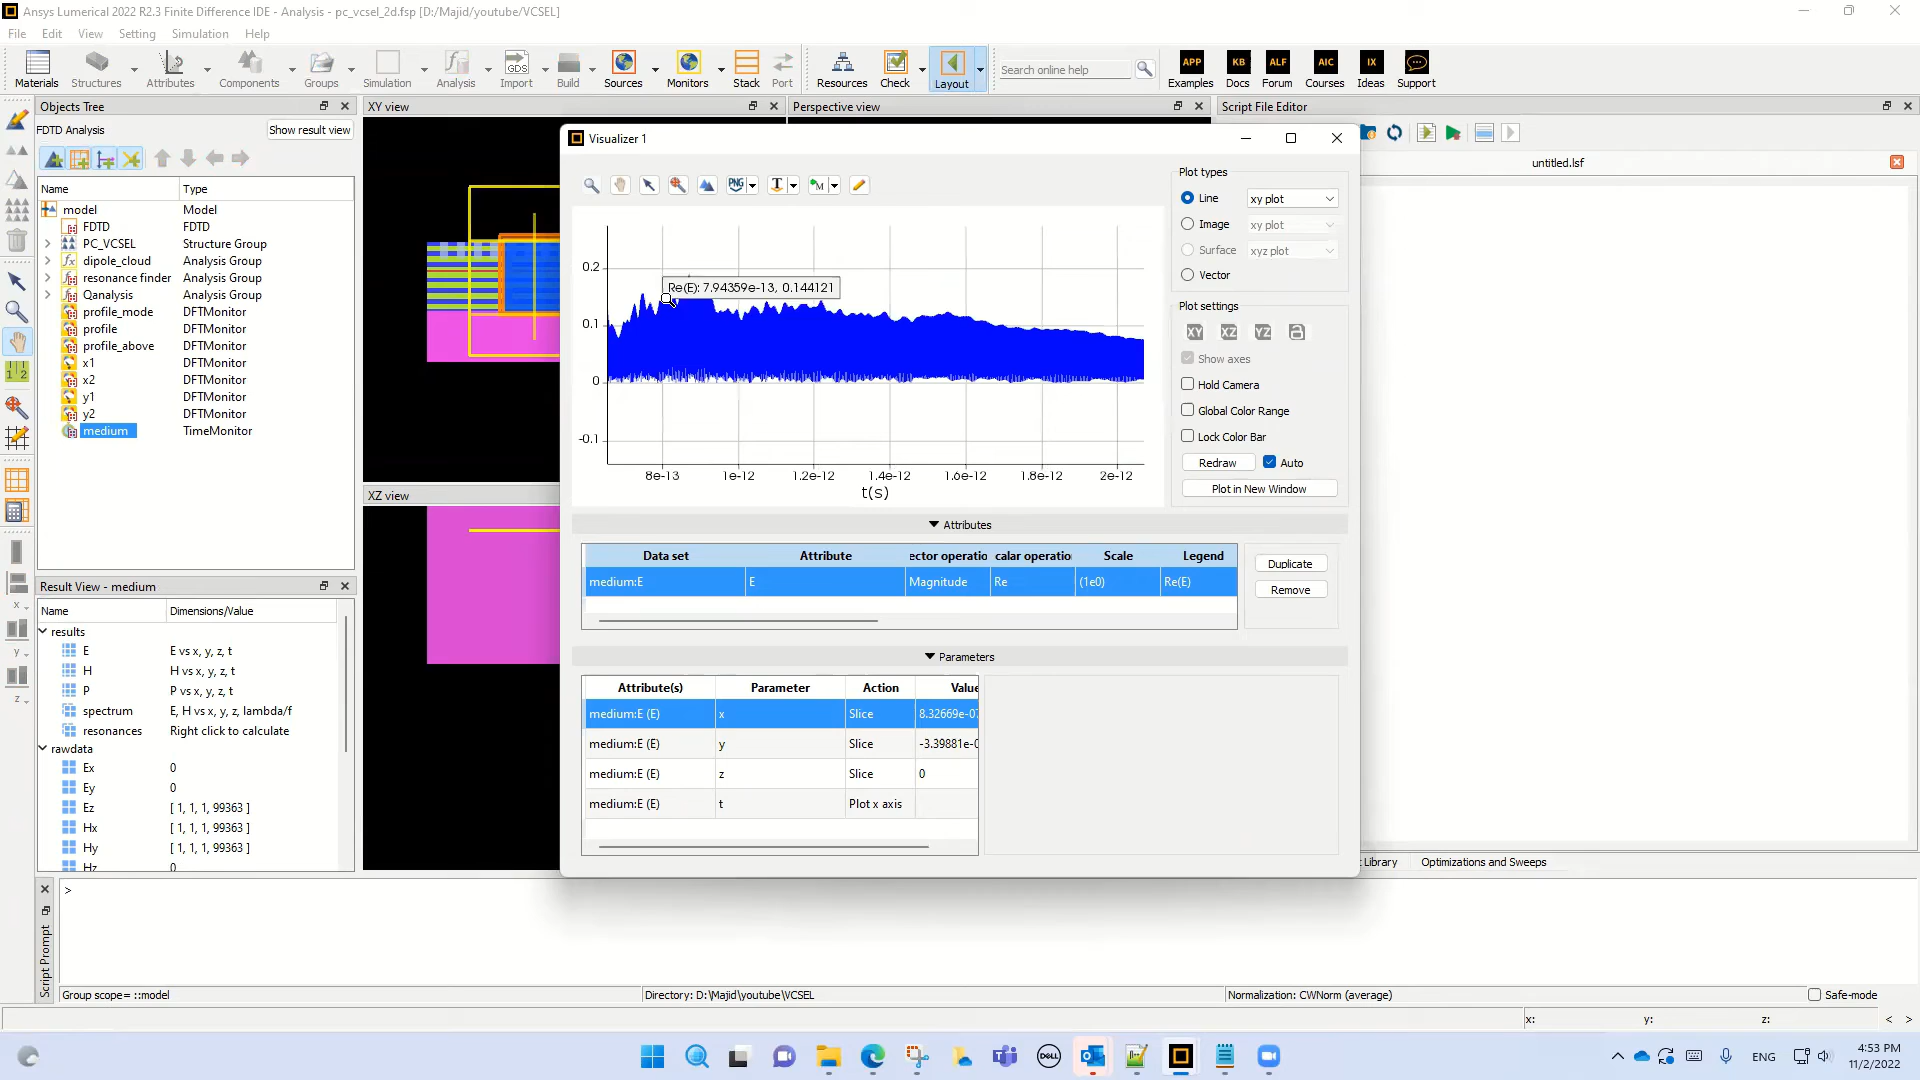 Ansys Lumerical 2022 R2.3 Finite Difference IDE - Analysis - pc_vcsel_2d.fsp [D:/Majid/youtube/VCSEL]
File Edit View Setting Simulation Help
Materials Structures Attributes Components Groups Simulation Analysis Import Build Sources Monitors Stack Port Resources Check Layout Search online help Examples Docs Forum Courses Ideas Support
GDS APP KB ALF AIC IX
Objects Tree
XY view
Perspective view
Script File Editor
FDTD Analysis
Show result view
Name Type
model Model
FDTD FDTD
PC_VCSEL Structure Group
dipole_cloud Analysis Group
resonance finder Analysis Group
Qanalysis Analysis Group
profile_mode DFTMonitor
profile DFTMonitor
profile_above DFTMonitor
x1 DFTMonitor
x2 DFTMonitor
y1 DFTMonitor
y2 DFTMonitor
medium TimeMonitor
XZ view
untitled.lsf
Visualizer 1
PNG T M
Re(E): 7.94359e-13, 0.144121
0.2
0.1
0
-0.1
8e-13 1e-12 1.2e-12 1.4e-12 1.6e-12 1.8e-12 2e-12
t(s)
Plot types
Line xy plot
Image xy plot
Surface xyz plot
Vector
Plot settings
XY XZ YZ
Show axes
Hold Camera
Global Color Range
Lock Color Bar
Redraw Auto
Plot in New Window
Attributes
Data set Attribute ector operatio calar operatio Scale Legend
medium:E E Magnitude Re (1e0) Re(E)
Duplicate
Remove
Parameters
Attribute(s) Parameter Action Value
medium:E (E) x Slice 8.32669e-07
medium:E (E) y Slice -3.39881e-0
medium:E (E) z Slice 0
medium:E (E) t Plot x axis
Result View - medium
Name Dimensions/Value
results
E E vs x, y, z, t
H H vs x, y, z, t
P P vs x, y, z, t
spectrum E, H vs x, y, z, lambda/f
resonances Right click to calculate
rawdata
Ex 0
Ey 0
Ez [ 1, 1, 1, 99363 ]
Hx [ 1, 1, 1, 99363 ]
Hy [ 1, 1, 1, 99363 ]
Hz 0
x
y
z
t Library Optimizations and Sweeps
Script Prompt
>
Group scope= ::model
Directory: D:\Majid\youtube\VCSEL
Normalization: CWNorm (average)
Safe-mode
x: y: z:
DELL
ENG
4:53 PM
11/2/2022